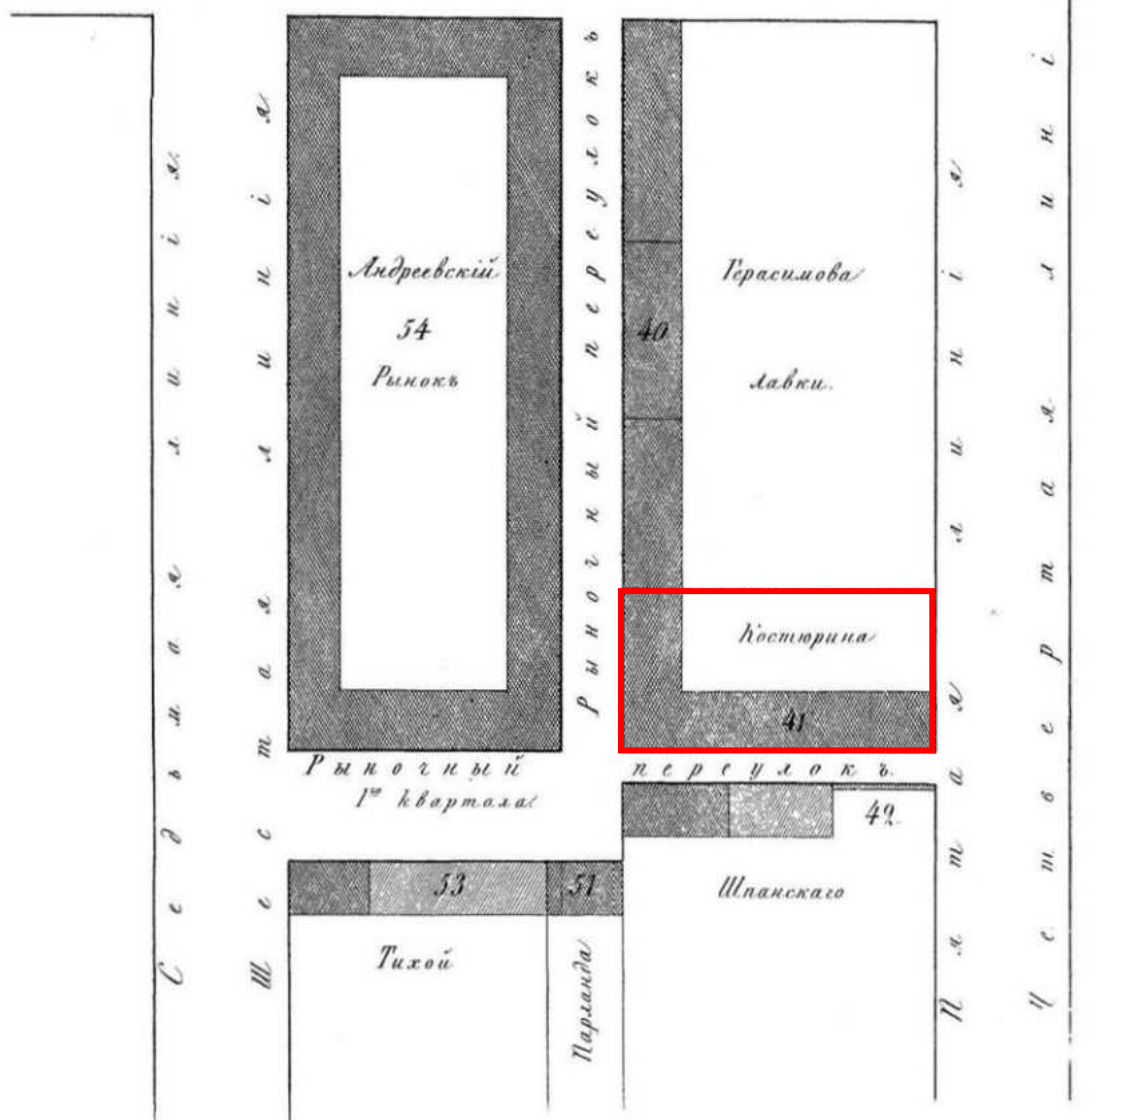 Седьмая линія.
Шестая линія
Андреевскій
54
Рынокъ
Рыночный переулокъ
40
Герасимова
лавки.
Костюрина
41
Пятая линія
Четвертая лині
Рыночный переулокъ.
1го квартала.
42.
53
51
Шпанскаго
Тихой
Парланда